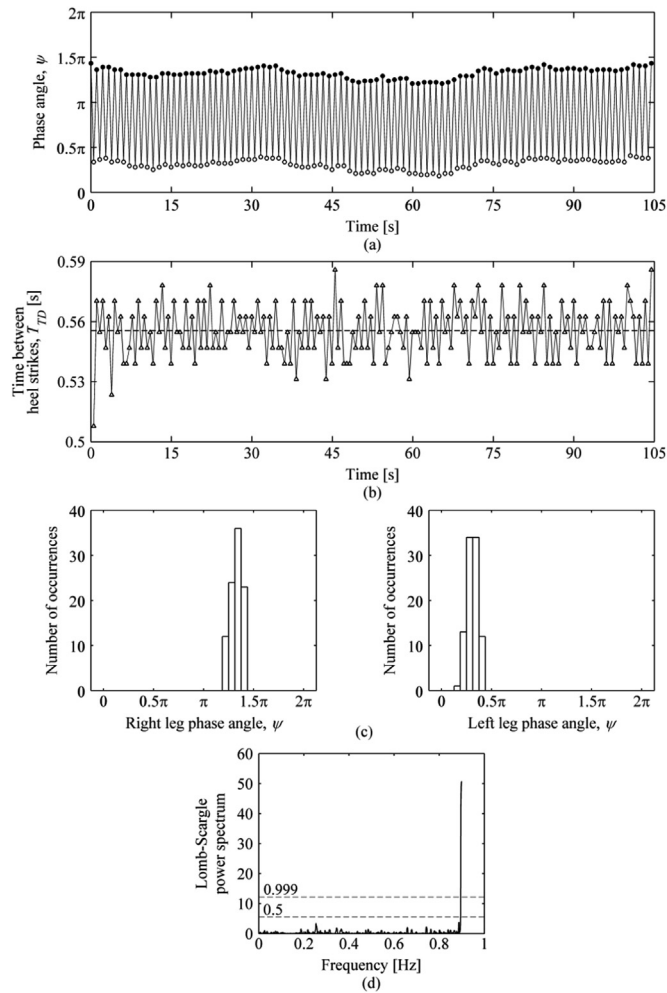 2π
1.5π
π
0.5π
0
Phase angle, ψ
0 15 30 45 60 75 90 105
Time [s]
(a)
0.59
0.56
0.53
0.5
Time between
heel strikes, T_TD [s]
0 15 30 45 60 75 90 105
Time [s]
(b)
40
30
20
10
0
Number of occurrences
0 0.5π π 1.5π 2π
Right leg phase angle, ψ
40
30
20
10
0
Number of occurrences
0 0.5π π 1.5π 2π
Left leg phase angle, ψ
(c)
60
50
40
30
20
10
0
Lomb-Scargle
power spectrum
0.999
0.5
0 0.2 0.4 0.6 0.8 1
Frequency [Hz]
(d)